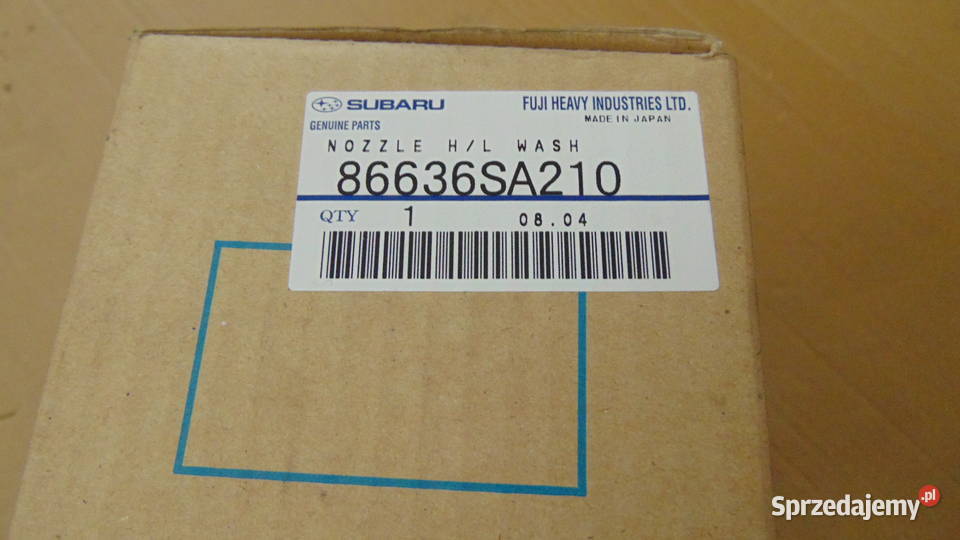 SUBARU FUJI HEAVY INDUSTRIES LTD.
GENUINE PARTS MADE IN JAPAN
NOZZLE H/L WASH
86636SA210
QTY 1 08.04
Sprzedajemy.pl